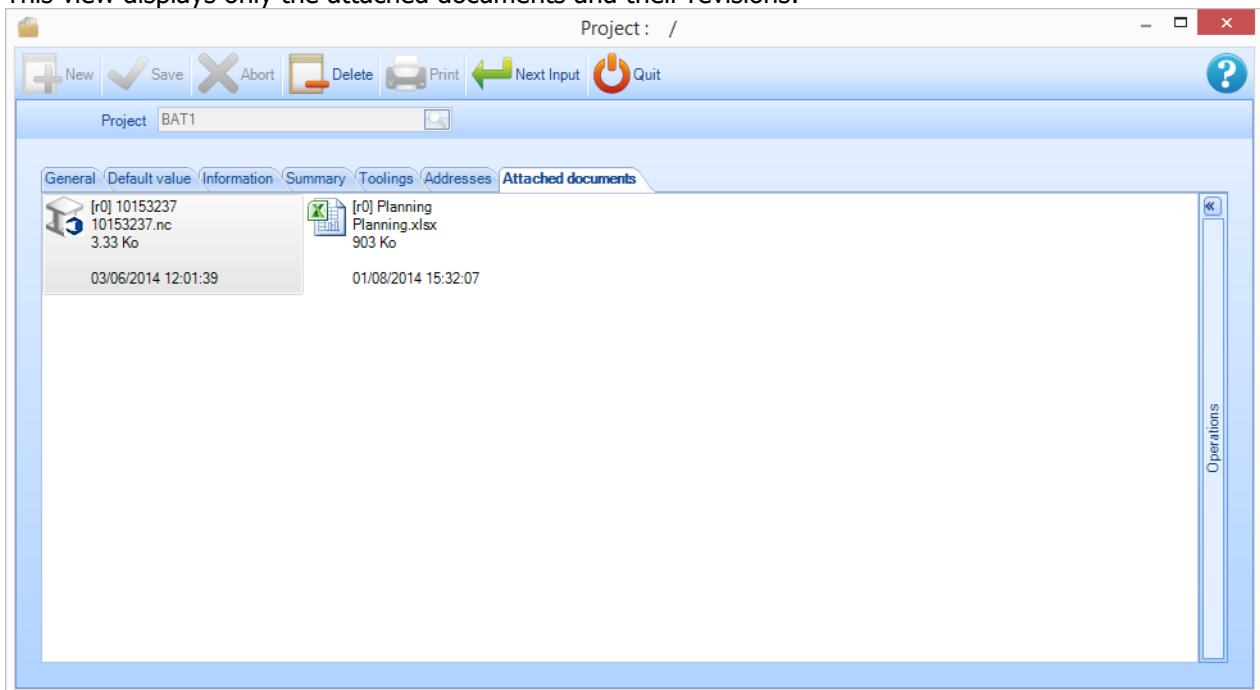 This view displays only the attached documents and their revisions.
Project : /
New Save Abort Delete Print Next Input Quit ?
Project BAT1
General Default value Information Summary Toolings Addresses Attached documents
[r0] 10153237
10153237.nc
3.33 Ko
03/06/2014 12:01:39
[r0] Planning
Planning.xlsx
903 Ko
01/08/2014 15:32:07
Operations